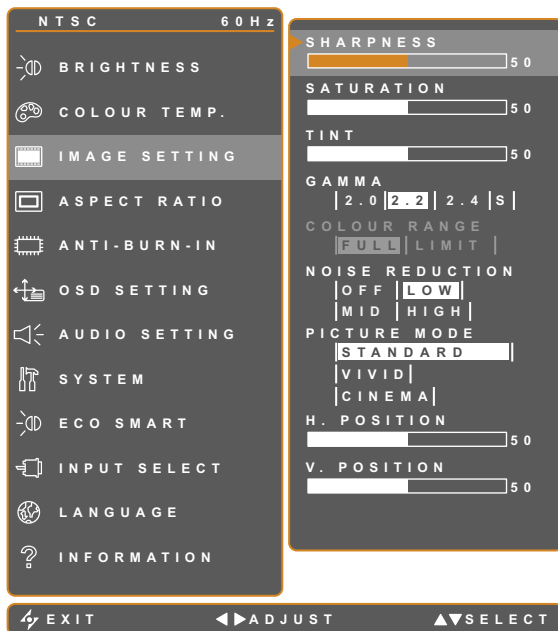 NTSC 60Hz
BRIGHTNESS
COLOUR TEMP.
IMAGE SETTING
ASPECT RATIO
ANTI-BURN-IN
OSD SETTING
AUDIO SETTING
SYSTEM
ECO SMART
INPUT SELECT
LANGUAGE
INFORMATION
SHARPNESS
50
SATURATION
50
TINT
50
GAMMA
2.0 2.2 2.4 S
COLOUR RANGE
FULL LIMIT
NOISE REDUCTION
OFF LOW
MID HIGH
PICTURE MODE
STANDARD
VIVID
CINEMA
H. POSITION
50
V. POSITION
50
EXIT ADJUST SELECT